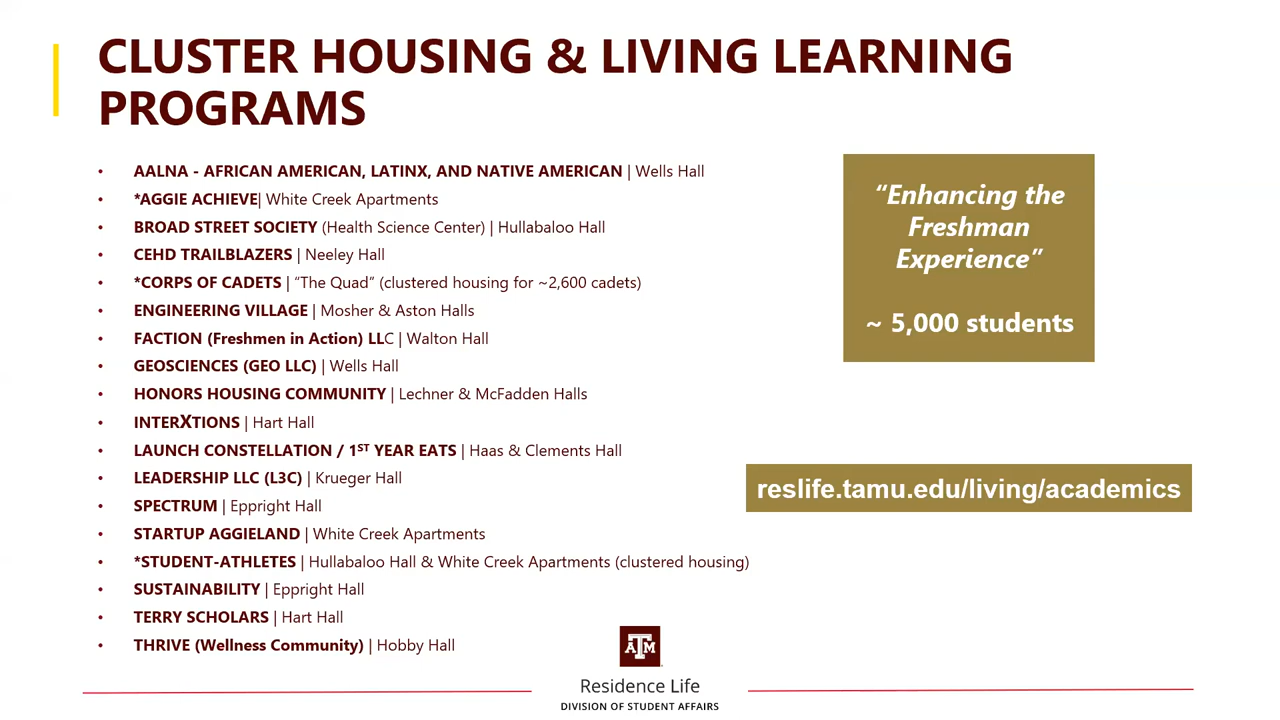 CLUSTER HOUSING & LIVING LEARNING
PROGRAMS
• AALNA - AFRICAN AMERICAN, LATINX, AND NATIVE AMERICAN | Wells Hall
• *AGGIE ACHIEVE| White Creek Apartments
• BROAD STREET SOCIETY (Health Science Center) | Hullabaloo Hall
• CEHD TRAILBLAZERS | Neeley Hall
• *CORPS OF CADETS | “The Quad” (clustered housing for ~2,600 cadets)
• ENGINEERING VILLAGE | Mosher & Aston Halls
• FACTION (Freshmen in Action) LLC | Walton Hall
• GEOSCIENCES (GEO LLC) | Wells Hall
• HONORS HOUSING COMMUNITY | Lechner & McFadden Halls
• INTERXTIONS | Hart Hall
• LAUNCH CONSTELLATION / 1ST YEAR EATS | Haas & Clements Hall
• LEADERSHIP LLC (L3C) | Krueger Hall
• SPECTRUM | Eppright Hall
• STARTUP AGGIELAND | White Creek Apartments
• *STUDENT-ATHLETES | Hullabaloo Hall & White Creek Apartments (clustered housing)
• SUSTAINABILITY | Eppright Hall
• TERRY SCHOLARS | Hart Hall
• THRIVE (Wellness Community) | Hobby Hall
“Enhancing the
Freshman
Experience”
~ 5,000 students
reslife.tamu.edu/living/academics
ATM
Residence Life
DIVISION OF STUDENT AFFAIRS